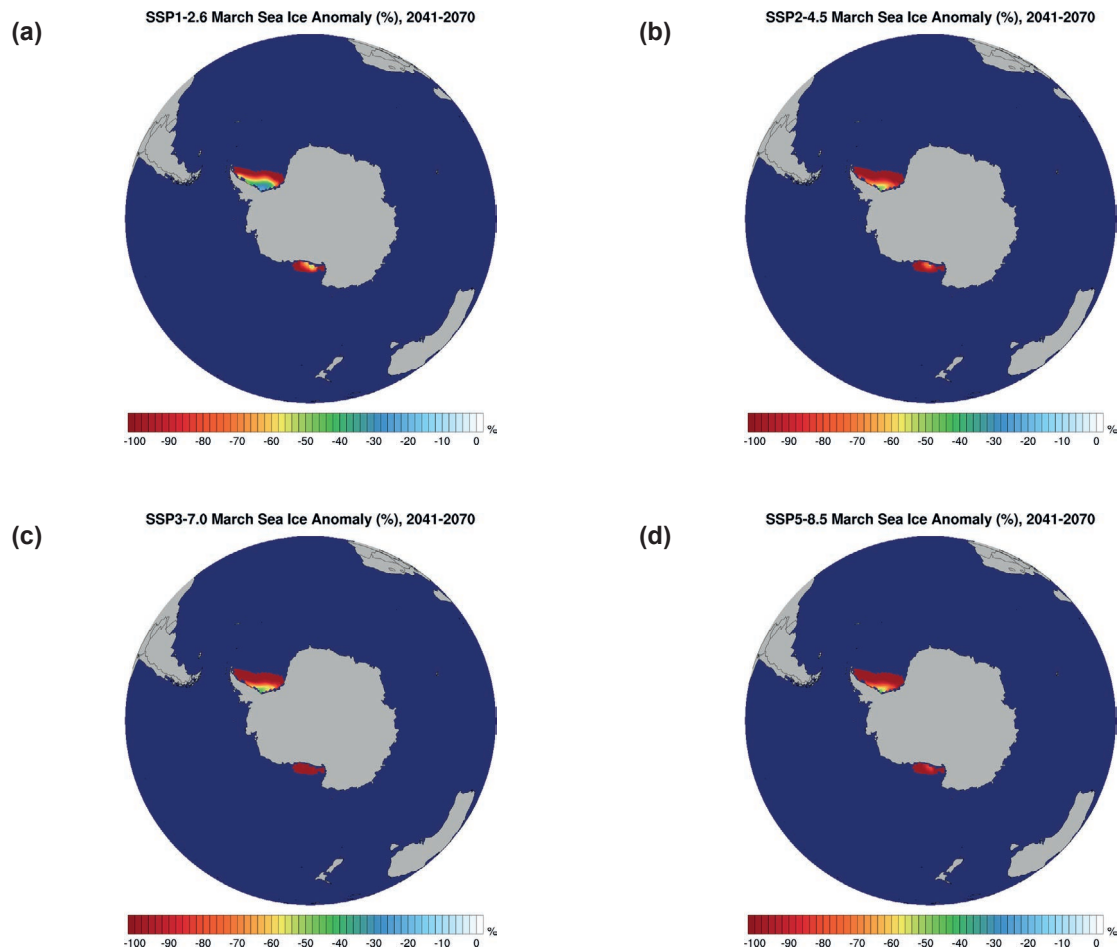 (a)
SSP1-2.6 March Sea Ice Anomaly (%), 2041-2070
-100 -90 -80 -70 -60 -50 -40 -30 -20 -10 0 %
(b)
SSP2-4.5 March Sea Ice Anomaly (%), 2041-2070
-100 -90 -80 -70 -60 -50 -40 -30 -20 -10 0 %
(c)
SSP3-7.0 March Sea Ice Anomaly (%), 2041-2070
-100 -90 -80 -70 -60 -50 -40 -30 -20 -10 0 %
(d)
SSP5-8.5 March Sea Ice Anomaly (%), 2041-2070
-100 -90 -80 -70 -60 -50 -40 -30 -20 -10 0 %